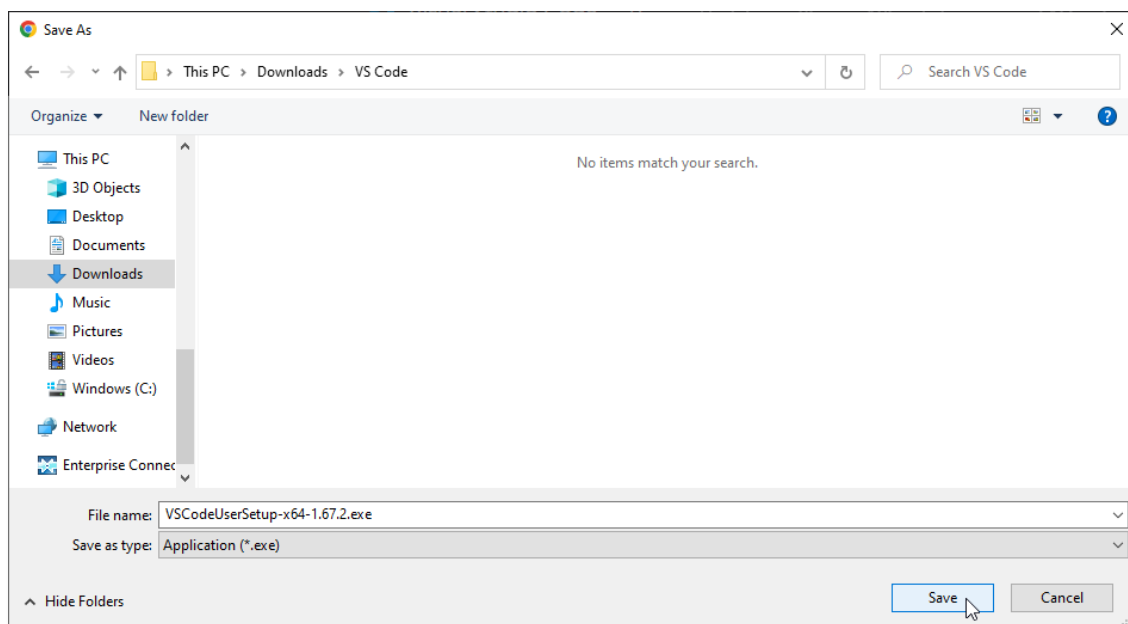 Save As
This PC > Downloads > VS Code
Search VS Code
Organize
New folder
No items match your search.
This PC
3D Objects
Desktop
Documents
Downloads
Music
Pictures
Videos
Windows (C:)
Network
Enterprise Connec
File name: VSCodeUserSetup-x64-1.67.2.exe
Save as type: Application (*.exe)
Hide Folders
Save
Cancel